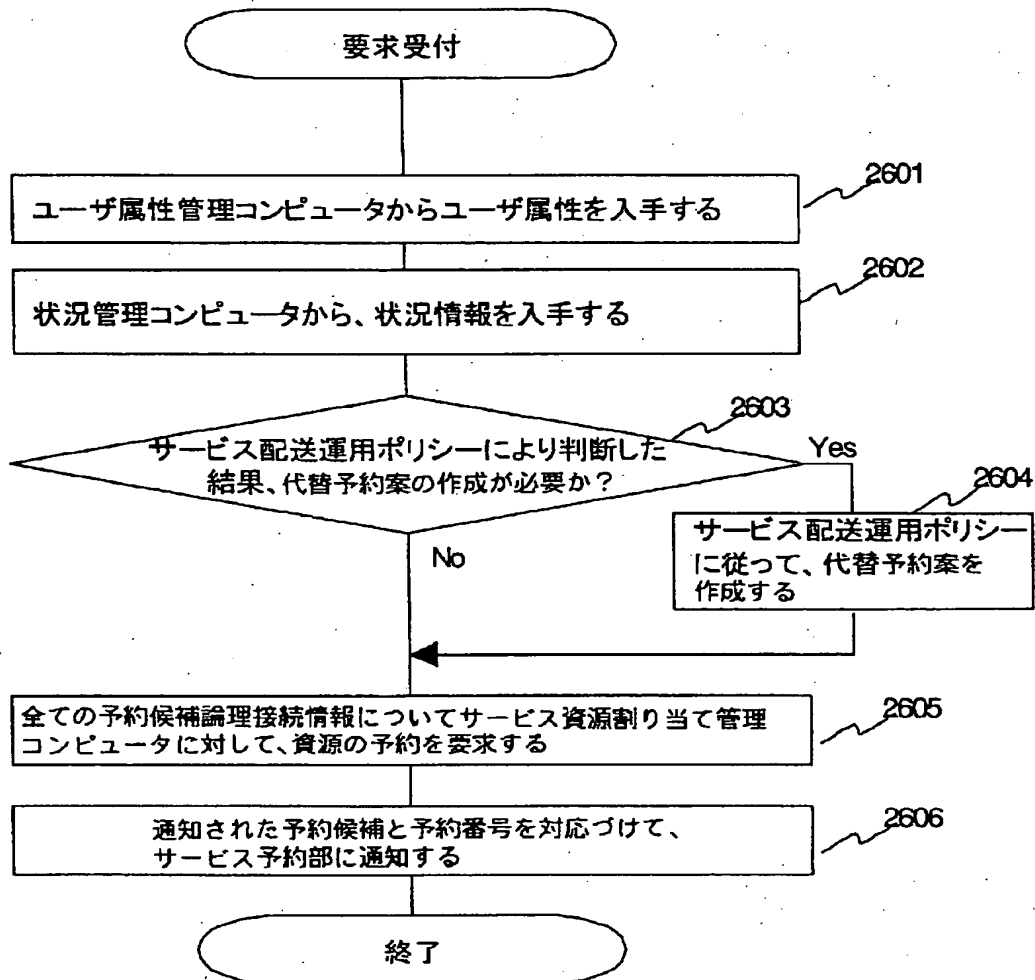 要求受付
2601
ユーザ属性管理コンピュータからユーザ属性を入手する
2602
状況管理コンピュータから、状況情報を入手する
2603
サービス配送運用ポリシーにより判断した
結果、代替予約案の作成が必要か?
Yes
2604
サービス配送運用ポリシー
に従って、代替予約案を
作成する
No
2605
全ての予約候補論理接続情報についてサービス資源割り当て管理
コンピュータに対して、資源の予約を要求する
2606
通知された予約候補と予約番号を対応づけて、
サービス予約部に通知する
終了